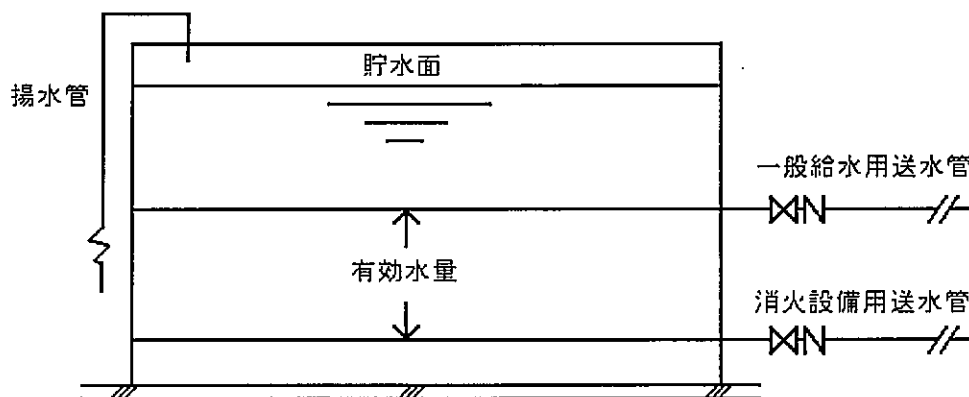 貯水面
揚水管
一般給水用送水管
有効水量
消火設備用送水管